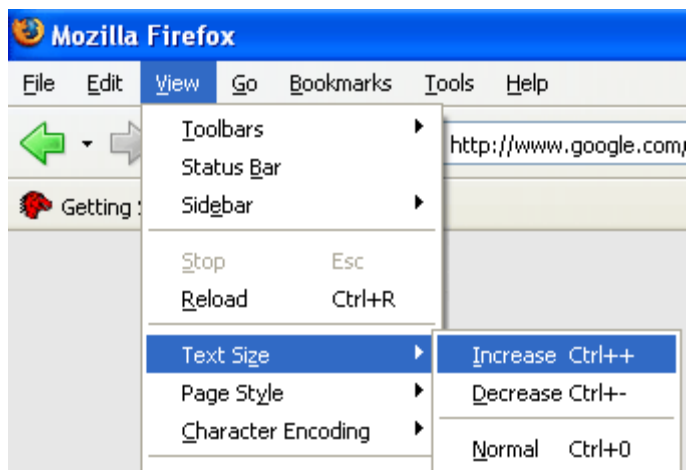 Mozilla Firefox
File Edit View Go Bookmarks Tools Help
Toolbars
http://www.google.com/
Status Bar
Getting
Sidebar
Stop Esc
Reload Ctrl+R
Text Size
Increase Ctrl++
Page Style
Decrease Ctrl+-
Character Encoding
Normal Ctrl+0